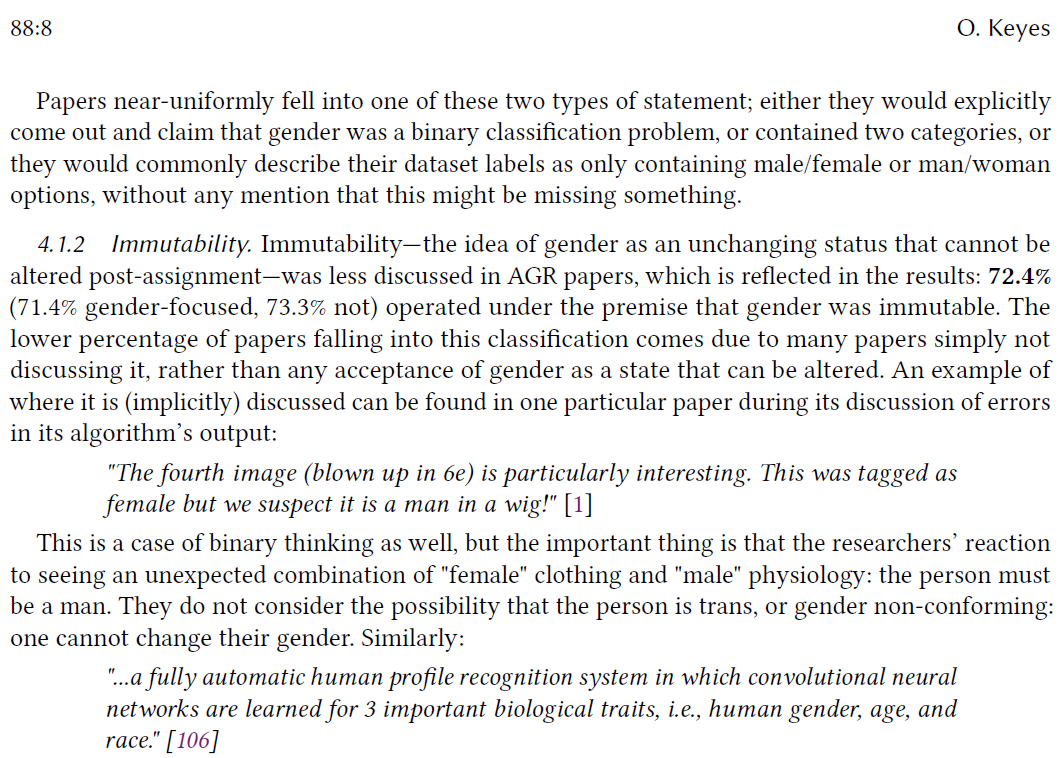 88:8 O. Keyes
Papers near-uniformly fell into one of these two types of statement; either they would explicitly
come out and claim that gender was a binary classification problem, or contained two categories, or
they would commonly describe their dataset labels as only containing male/female or man/woman
options, without any mention that this might be missing something.
4.1.2 Immutability. Immutability—the idea of gender as an unchanging status that cannot be
altered post-assignment—was less discussed in AGR papers, which is reflected in the results: 72.4%
(71.4% gender-focused, 73.3% not) operated under the premise that gender was immutable. The
lower percentage of papers falling into this classification comes due to many papers simply not
discussing it, rather than any acceptance of gender as a state that can be altered. An example of
where it is (implicitly) discussed can be found in one particular paper during its discussion of errors
in its algorithm's output:
"The fourth image (blown up in 6e) is particularly interesting. This was tagged as
female but we suspect it is a man in a wig!" [1]
This is a case of binary thinking as well, but the important thing is that the researchers' reaction
to seeing an unexpected combination of "female" clothing and "male" physiology: the person must
be a man. They do not consider the possibility that the person is trans, or gender non-conforming:
one cannot change their gender. Similarly:
"...a fully automatic human profile recognition system in which convolutional neural
networks are learned for 3 important biological traits, i.e., human gender, age, and
race." [106]